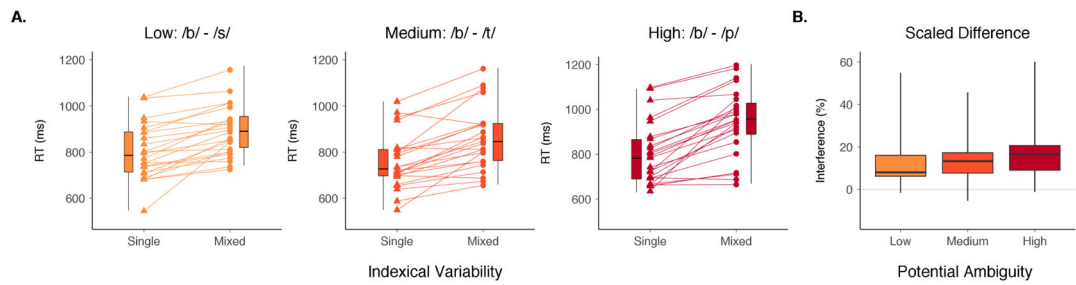 A.
Low: /b/ - /s/
Medium: /b/ - /t/
High: /b/ - /p/
RT (ms)
1200
1000
800
600
Single
Mixed
RT (ms)
1200
1000
800
600
Single
Mixed
RT (ms)
1200
1000
800
600
Single
Mixed
Indexical Variability
B.
Scaled Difference
Interference (%)
60
40
20
0
Low
Medium
High
Potential Ambiguity